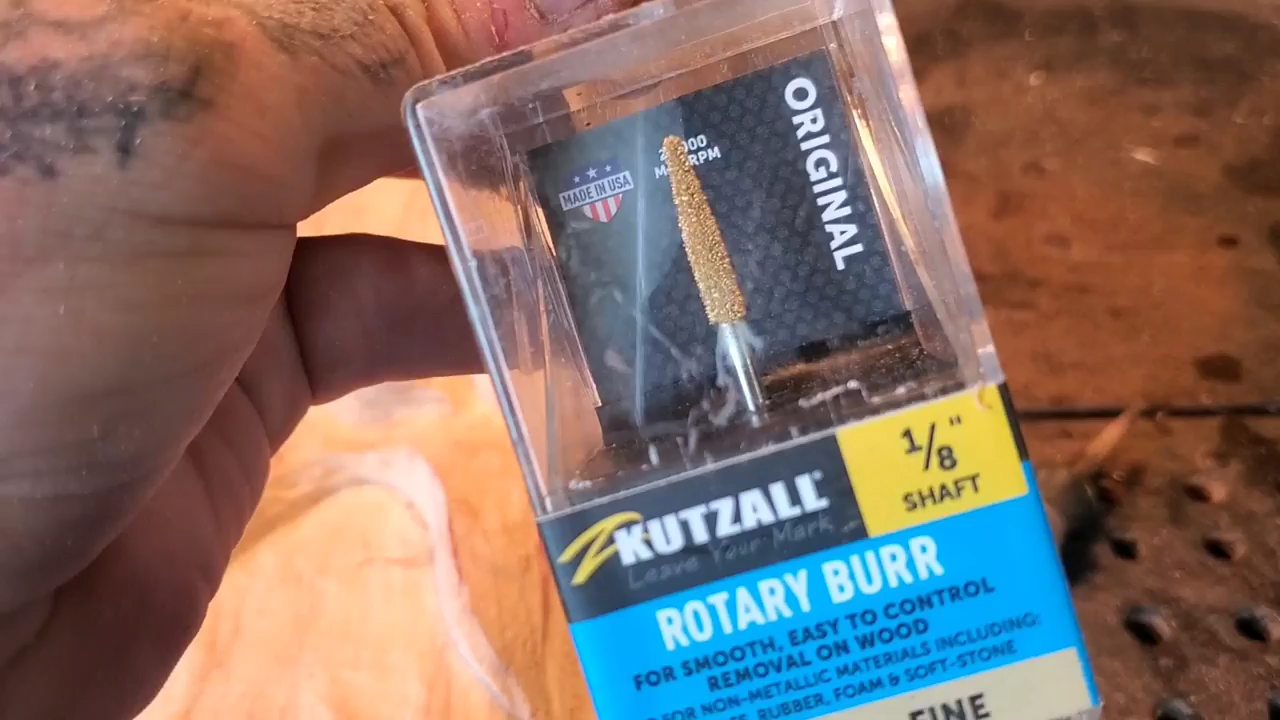 ORIGINAL
MADE IN USA
1/8"
SHAFT
KUTZALL®
Leave Your Mark
ROTARY BURR
FOR SMOOTH, EASY TO CONTROL
REMOVAL ON WOOD
FOR NON-METALLIC MATERIALS INCLUDING:
RUBBER, FOAM & SOFT-STONE
FINE